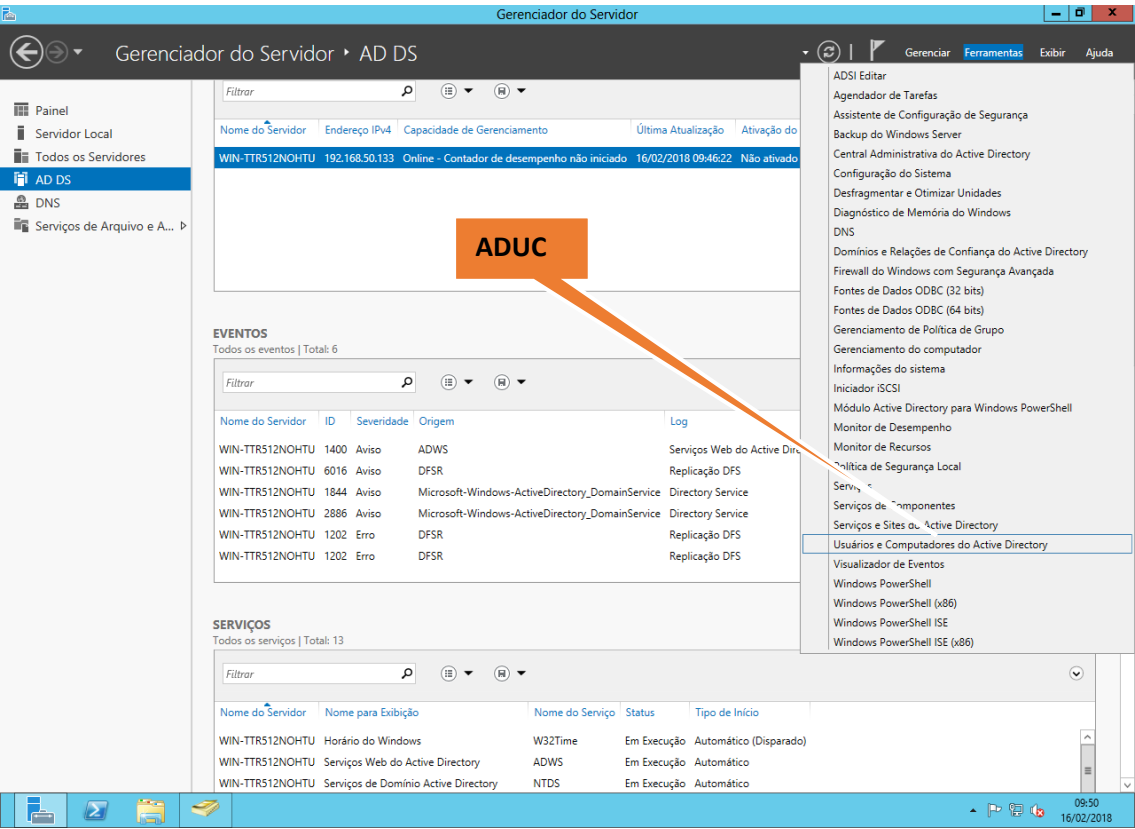 Gerenciador do Servidor
Gerenciador do Servidor ‣ AD DS
Gerenciar Ferramentas Exibir Ajuda
Painel
Servidor Local
Todos os Servidores
AD DS
DNS
Serviços de Arquivo e A...
Filtrar
Nome do Servidor Endereço IPv4 Capacidade de Gerenciamento Última Atualização Ativação do
WIN-TTR512NOHTU 192.168.50.133 Online - Contador de desempenho não iniciado 16/02/2018 09:46:22 Não ativado
ADUC
EVENTOS
Todos os eventos | Total: 6
Filtrar
Nome do Servidor ID Severidade Origem Log
WIN-TTR512NOHTU 1400 Aviso ADWS Serviços Web do Active Dire
WIN-TTR512NOHTU 6016 Aviso DFSR Replicação DFS
WIN-TTR512NOHTU 1844 Aviso Microsoft-Windows-ActiveDirectory_DomainService Directory Service
WIN-TTR512NOHTU 2886 Aviso Microsoft-Windows-ActiveDirectory_DomainService Directory Service
WIN-TTR512NOHTU 1202 Erro DFSR Replicação DFS
WIN-TTR512NOHTU 1202 Erro DFSR Replicação DFS
SERVIÇOS
Todos os serviços | Total: 13
Filtrar
Nome do Servidor Nome para Exibição Nome do Serviço Status Tipo de Início
WIN-TTR512NOHTU Horário do Windows W32Time Em Execução Automático (Disparado)
WIN-TTR512NOHTU Serviços Web do Active Directory ADWS Em Execução Automático
WIN-TTR512NOHTU Serviços de Domínio Active Directory NTDS Em Execução Automático
ADSI Editar
Agendador de Tarefas
Assistente de Configuração de Segurança
Backup do Windows Server
Central Administrativa do Active Directory
Configuração do Sistema
Desfragmentar e Otimizar Unidades
Diagnóstico de Memória do Windows
DNS
Domínios e Relações de Confiança do Active Directory
Firewall do Windows com Segurança Avançada
Fontes de Dados ODBC (32 bits)
Fontes de Dados ODBC (64 bits)
Gerenciamento de Política de Grupo
Gerenciamento do computador
Informações do sistema
Iniciador iSCSI
Módulo Active Directory para Windows PowerShell
Monitor de Desempenho
Monitor de Recursos
Política de Segurança Local
Serviços
Serviços de Componentes
Serviços e Sites do Active Directory
Usuários e Computadores do Active Directory
Visualizador de Eventos
Windows PowerShell
Windows PowerShell (x86)
Windows PowerShell ISE
Windows PowerShell ISE (x86)
09:50
16/02/2018